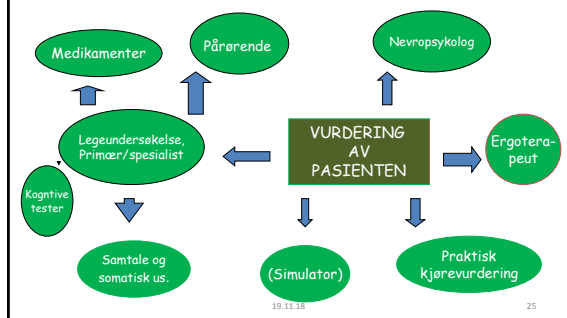 Medikamenter
Pårørende
Nevropsykolog
Legeundersøkelse,
Primær/spesialist
VURDERING
AV
PASIENTEN
Ergotera-
peut
Kogntive
tester
Samtale og
somatisk us.
(Simulator)
Praktisk
kjørevurdering
19.11.18
25